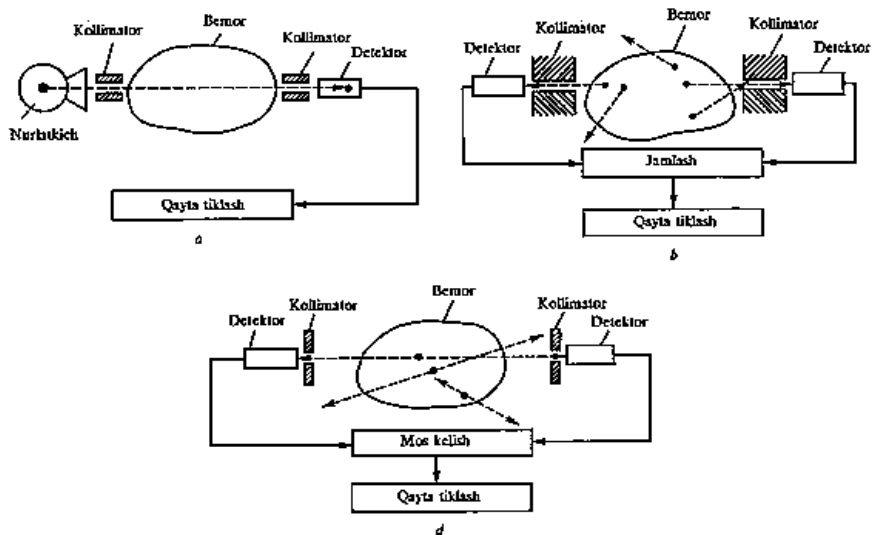 Kollimator
Bemor
Kollimator
Detektor
Nurlatkich
Qayta tiklash
a
Detektor
Kollimator
Bemor
Kollimator
Detektor
Jamlash
Qayta tiklash
b
Detektor
Kollimator
Bemor
Kollimator
Detektor
Mos kelish
Qayta tiklash
d